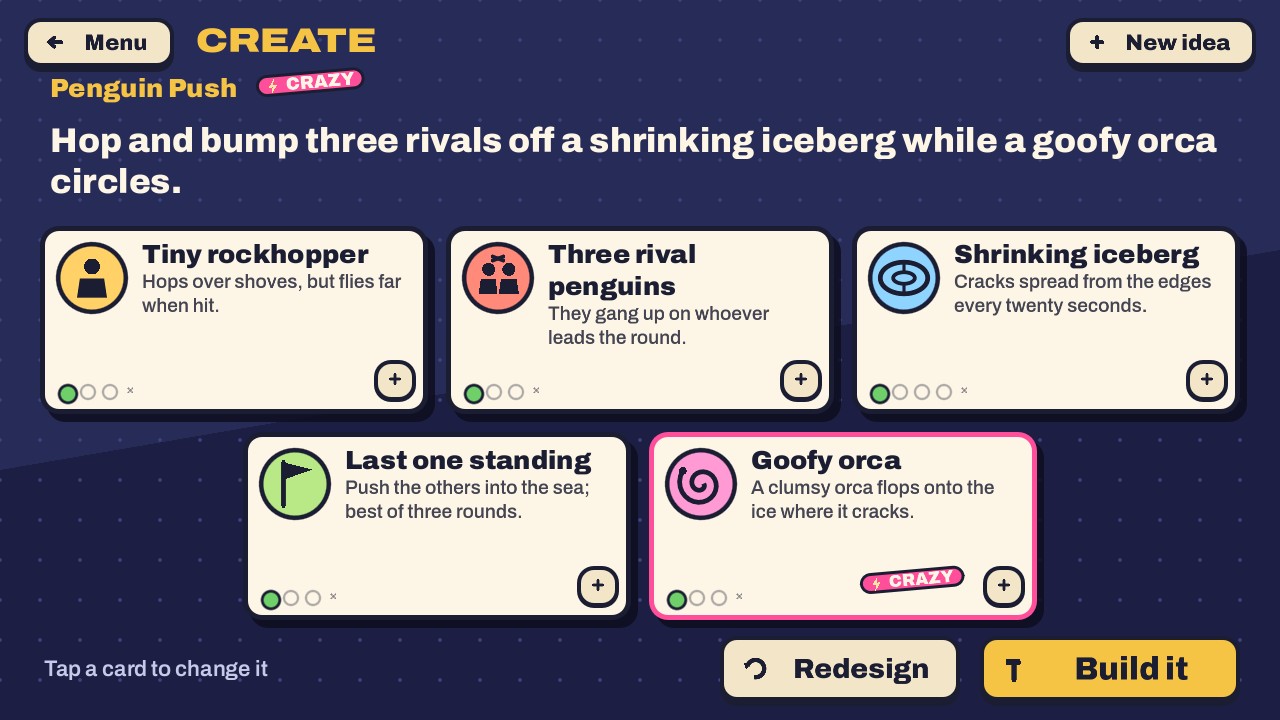 Menu
CREATE
New idea
Penguin Push
CRAZY
Hop and bump three rivals off a shrinking iceberg while a goofy orca
circles.
Tiny rockhopper
Hops over shoves, but flies far
when hit.
Three rival
penguins
They gang up on whoever
leads the round.
Shrinking iceberg
Cracks spread from the edges
every twenty seconds.
Last one standing
Push the others into the sea;
best of three rounds.
Goofy orca
A clumsy orca flops onto the
ice where it cracks.
CRAZY
Tap a card to change it
Redesign
Build it